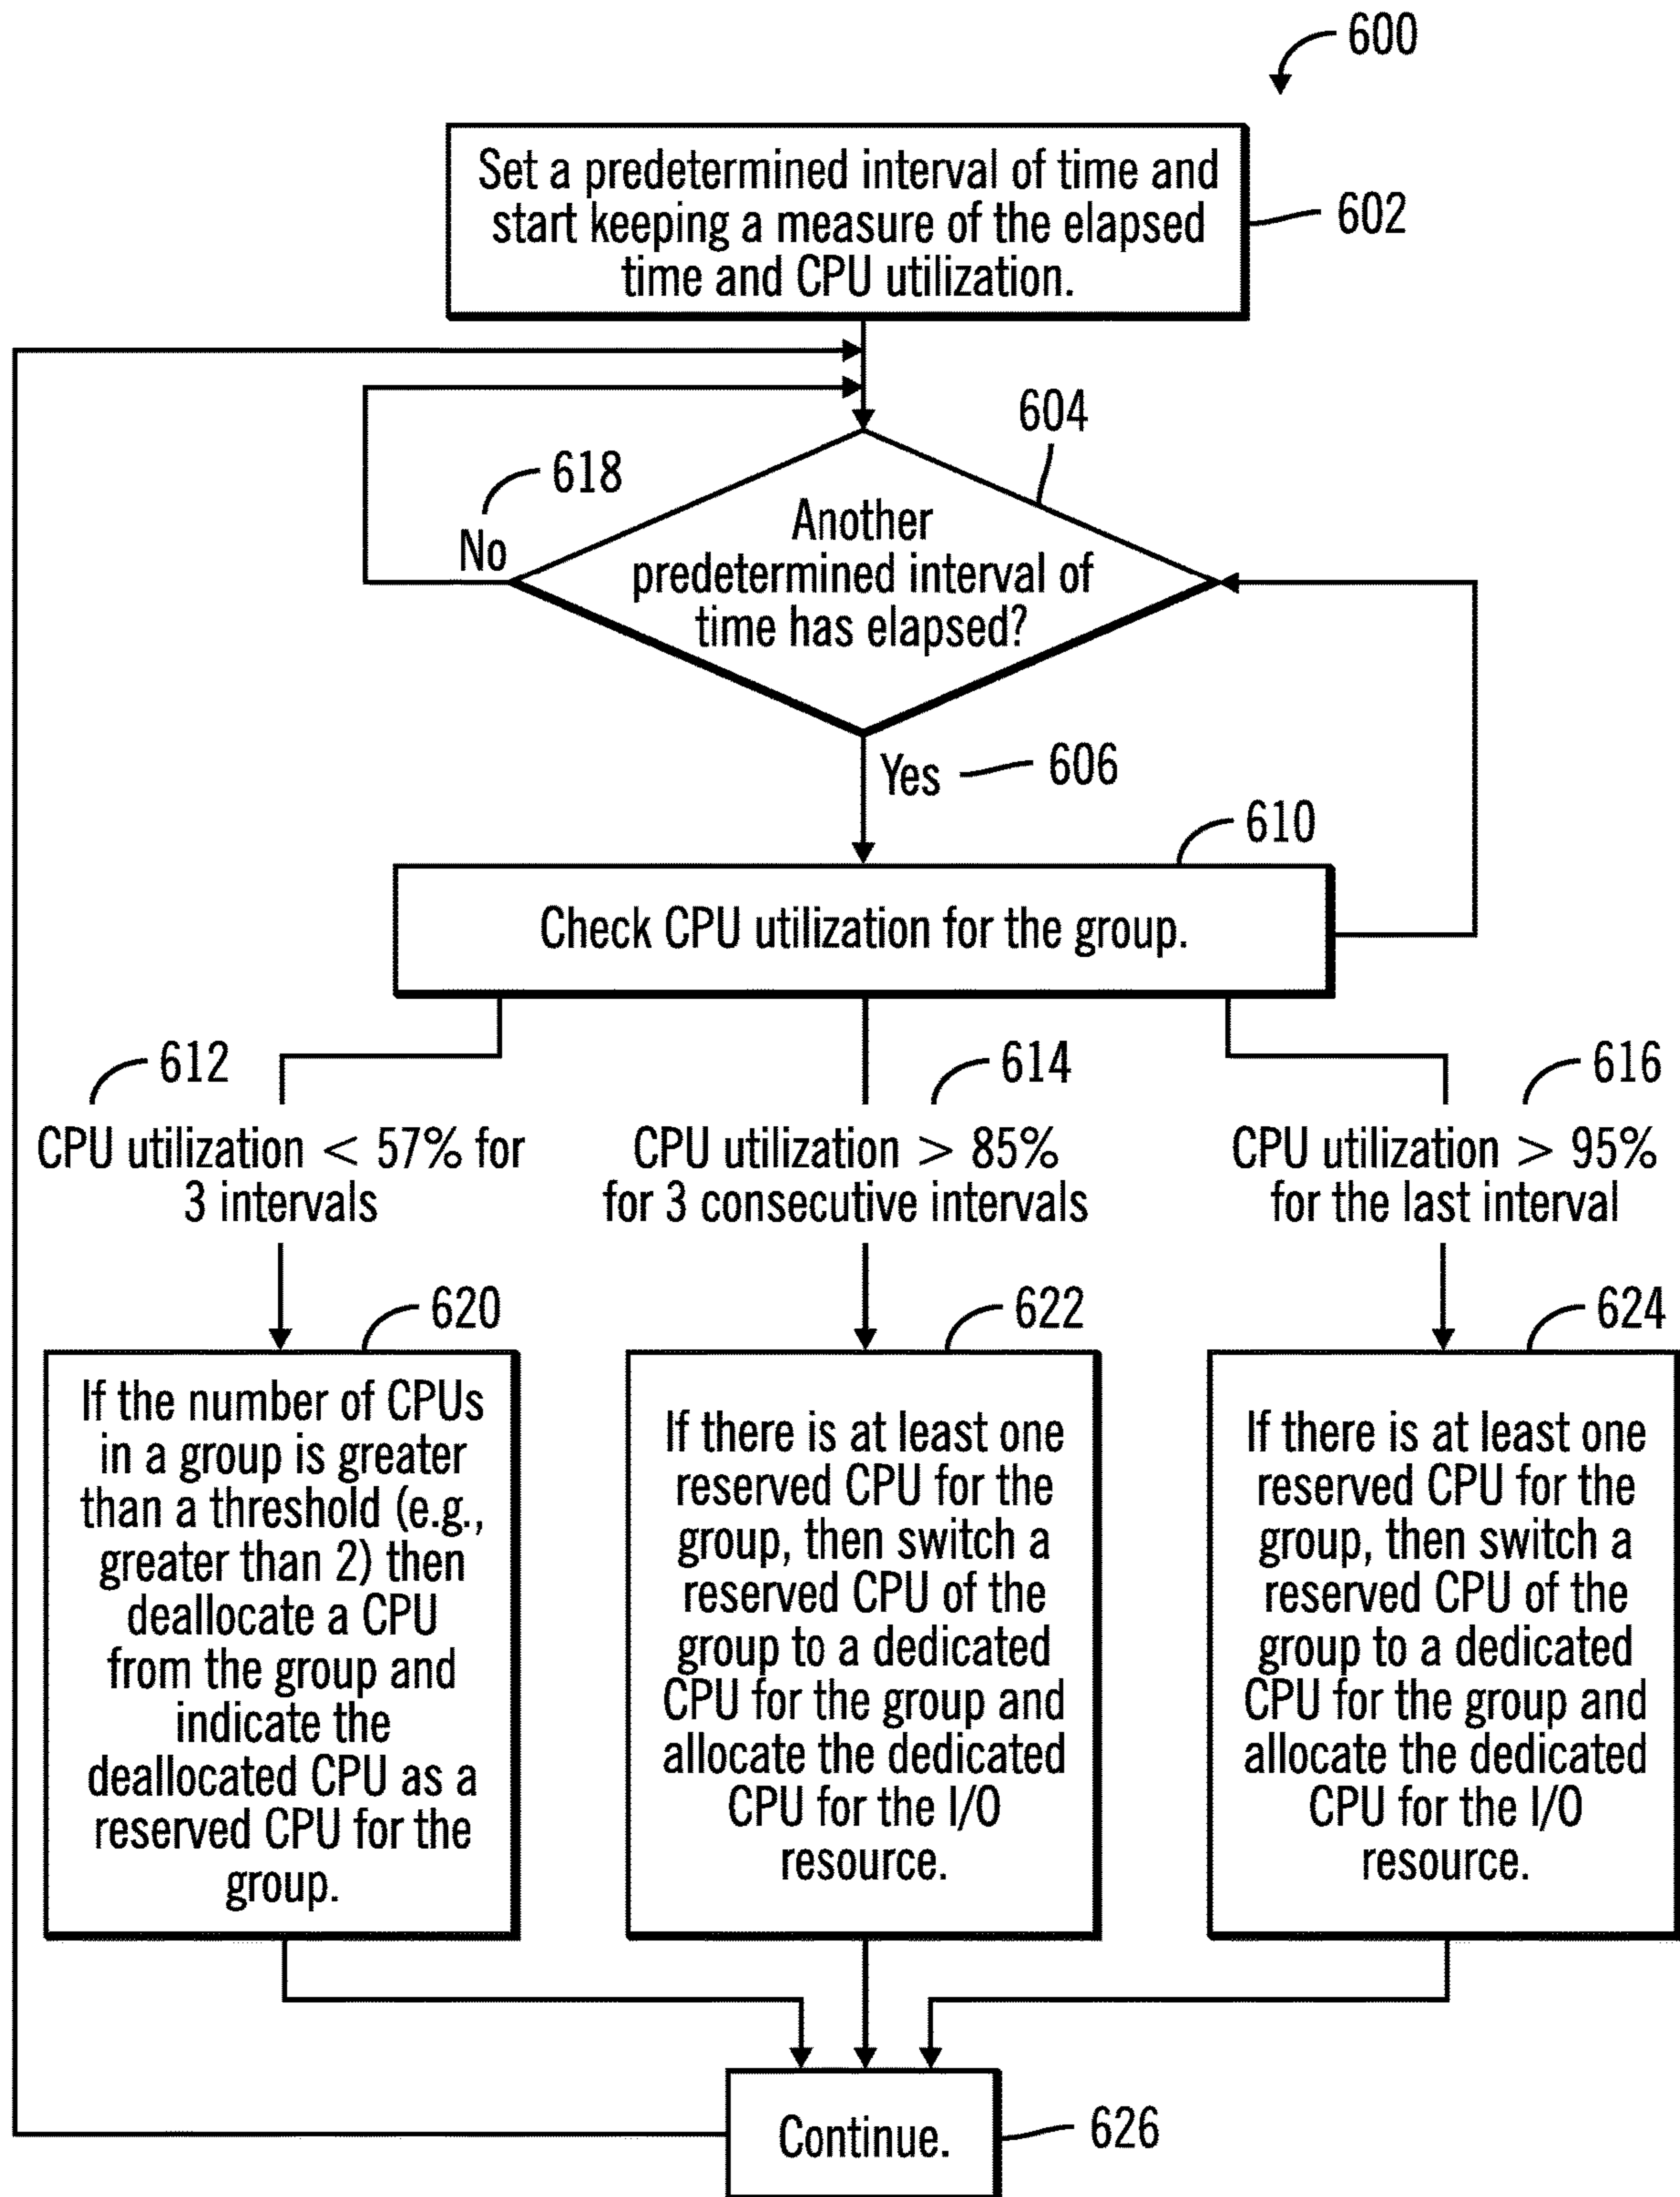 600
Set a predetermined interval of time and
start keeping a measure of the elapsed
time and CPU utilization.
602
604
618
No
Another
predetermined interval of
time has elapsed?
Yes
606
610
Check CPU utilization for the group.
612
CPU utilization < 57% for
3 intervals
614
CPU utilization > 85%
for 3 consecutive intervals
616
CPU utilization > 95%
for the last interval
620
If the number of CPUs
in a group is greater
than a threshold (e.g.,
greater than 2) then
deallocate a CPU
from the group and
indicate the
deallocated CPU as a
reserved CPU for the
group.
622
If there is at least one
reserved CPU for the
group, then switch a
reserved CPU of the
group to a dedicated
CPU for the group and
allocate the dedicated
CPU for the I/O
resource.
624
If there is at least one
reserved CPU for the
group, then switch a
reserved CPU of the
group to a dedicated
CPU for the group and
allocate the dedicated
CPU for the I/O
resource.
Continue.
626